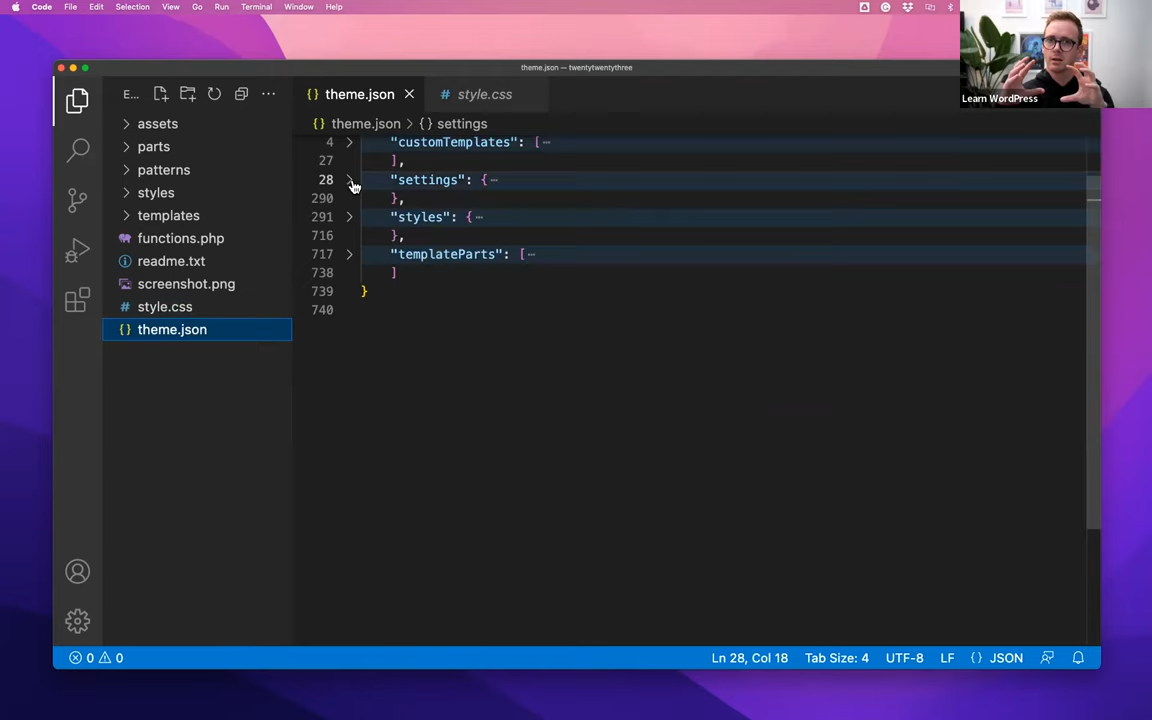 Code File Edit Selection View Go Run Terminal Window Help
theme.json — twentytwentythree
Learn WordPress
E...
theme.json
# style.css
{} theme.json > {} settings
assets
parts
patterns
styles
templates
functions.php
readme.txt
screenshot.png
# style.css
{} theme.json
4 "customTemplates": [
27 ],
28 "settings": {
290 },
291 "styles": {
716 },
717 "templateParts": [
738 ]
739 }
740
0 0 Ln 28, Col 18 Tab Size: 4 UTF-8 LF {} JSON